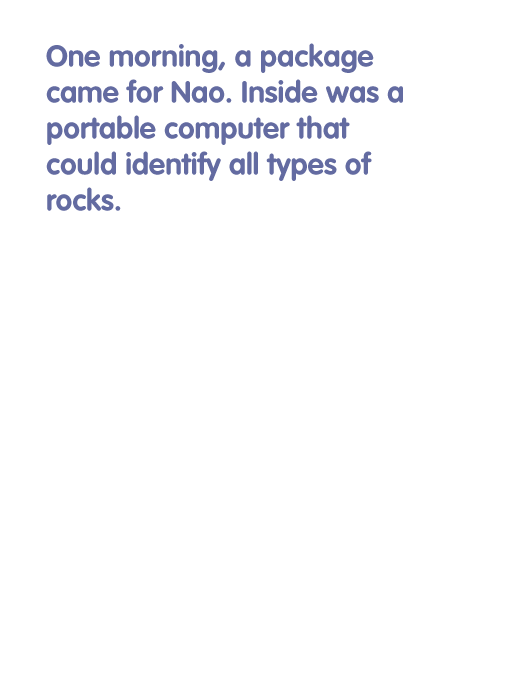 One morning, a package
came for Nao. Inside was a
portable computer that
could identify all types of
rocks.